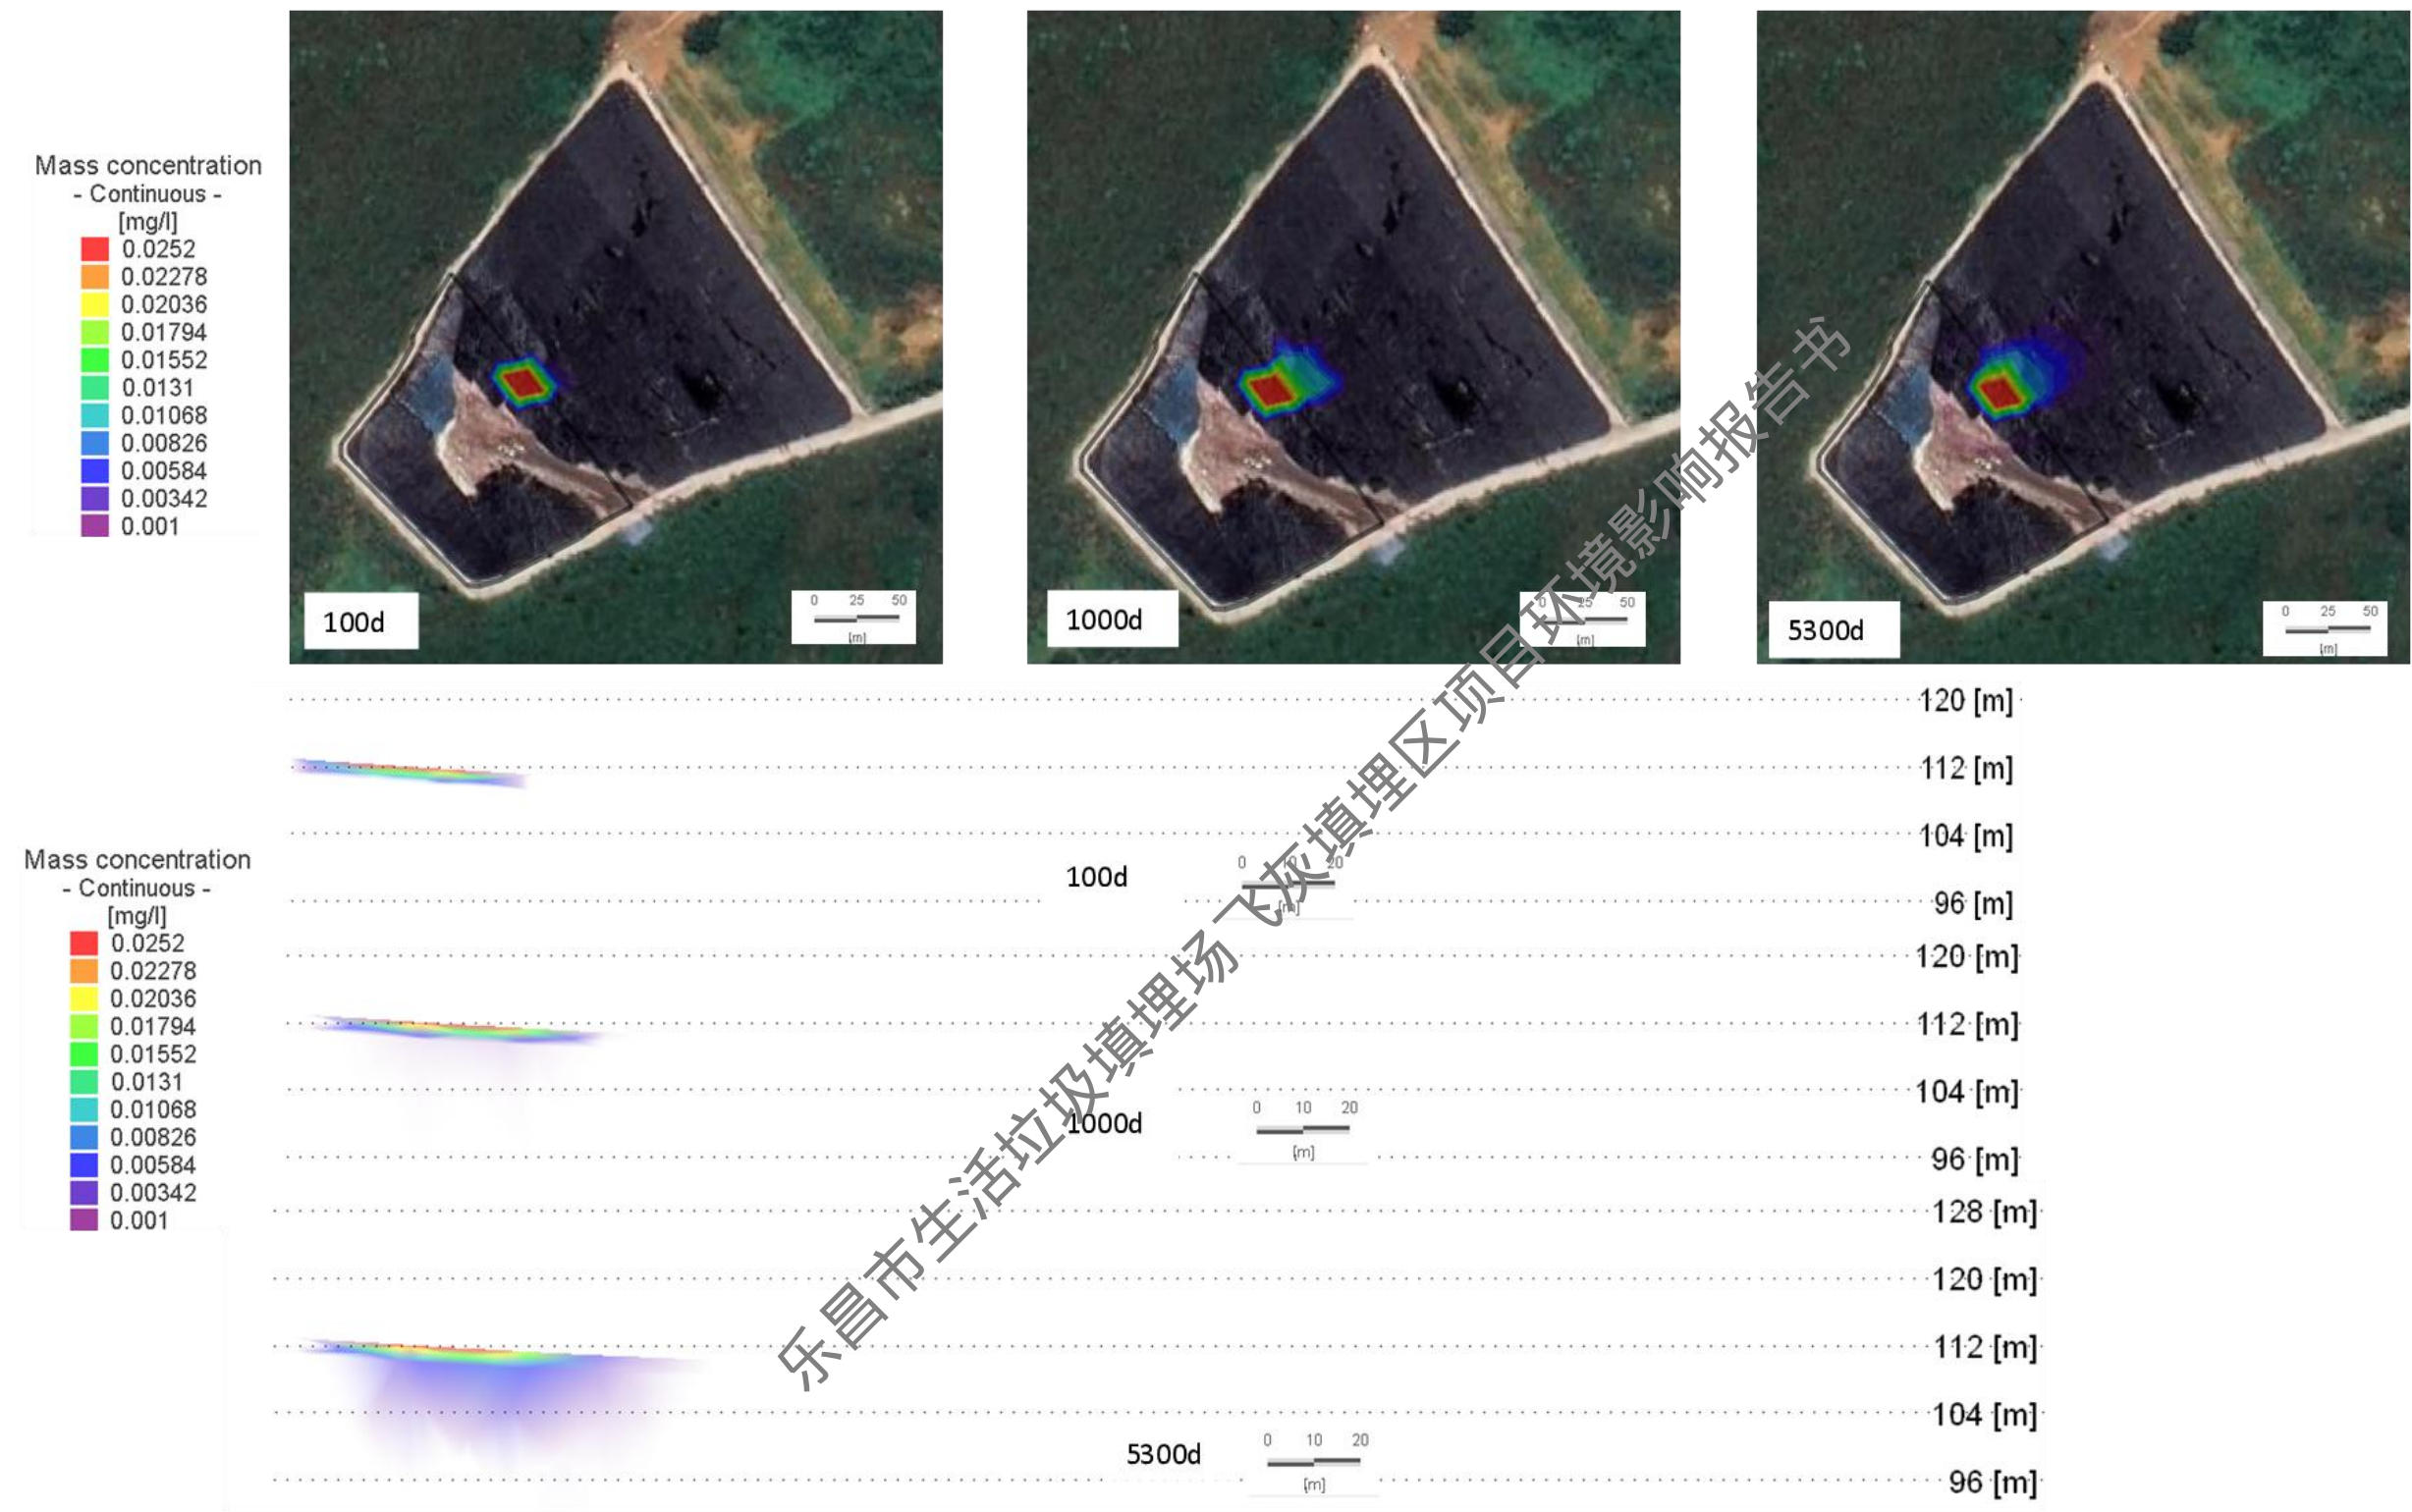 Mass concentration
- Continuous -
[mg/l]
0.0252
0.02278
0.02036
0.01794
0.01552
0.0131
0.01068
0.00826
0.00584
0.00342
0.001
100d
0 25 50
[m]
1000d
0 25 50
[m]
5300d
0 25 50
[m]
乐昌市生活垃圾填埋场飞灰填埋区项目环境影响报告书
120 [m]
112 [m]
104 [m]
96 [m]
100d
0 10 20
[m]
Mass concentration
- Continuous -
[mg/l]
0.0252
0.02278
0.02036
0.01794
0.01552
0.0131
0.01068
0.00826
0.00584
0.00342
0.001
120 [m]
112 [m]
104 [m]
96 [m]
1000d
0 10 20
[m]
128 [m]
120 [m]
112 [m]
104 [m]
96 [m]
5300d
0 10 20
[m]